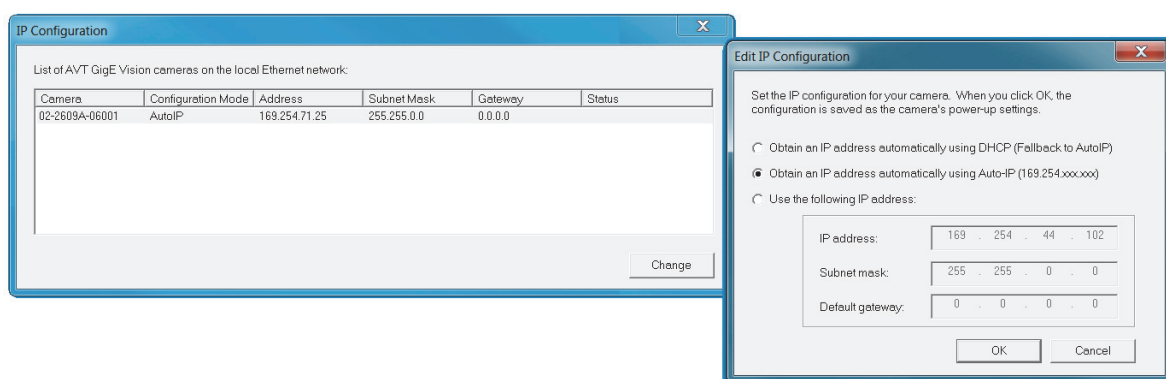 IP Configuration
X
List of AVT GigE Vision cameras on the local Ethernet network:
Camera Configuration Mode Address Subnet Mask Gateway Status
02-2609A-06001 AutoIP 169.254.71.25 255.255.0.0 0.0.0.0
Change
Edit IP Configuration
X
Set the IP configuration for your camera. When you click OK, the
configuration is saved as the camera's power-up settings.
Obtain an IP address automatically using DHCP (Fallback to AutoIP)
Obtain an IP address automatically using Auto-IP (169.254.xxx.xxx)
Use the following IP address:
IP address: 169 . 254 . 44 . 102
Subnet mask: 255 . 255 . 0 . 0
Default gateway: 0 . 0 . 0 . 0
OK Cancel